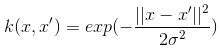 k(x, x') = exp(-\frac{||x - x'||^2}{2\sigma^2})